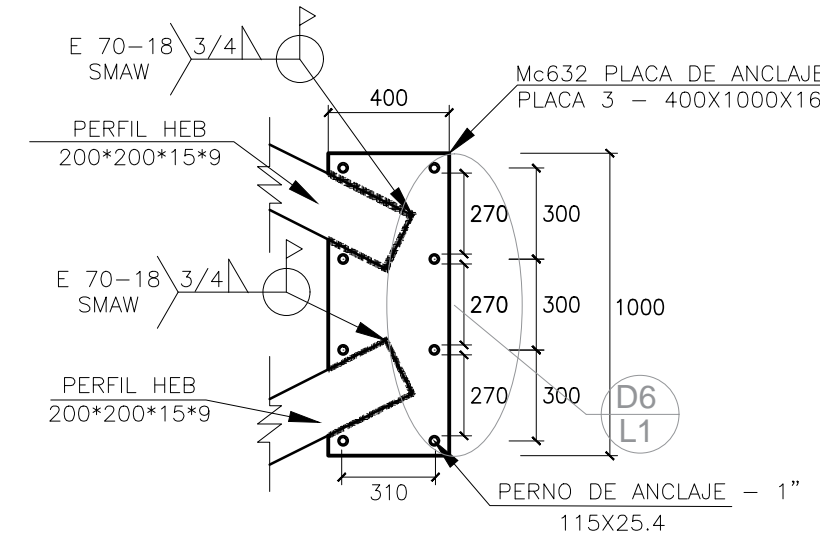 E 70-18
3/4
SMAW
400
Mc632 PLACA DE ANCLAJE
PLACA 3 - 400X1000X16
PERFIL HEB
200*200*15*9
270
300
E 70-18
3/4
SMAW
270
300
1000
PERFIL HEB
200*200*15*9
270
300
D6
L1
310
PERNO DE ANCLAJE - 1”
115X25.4